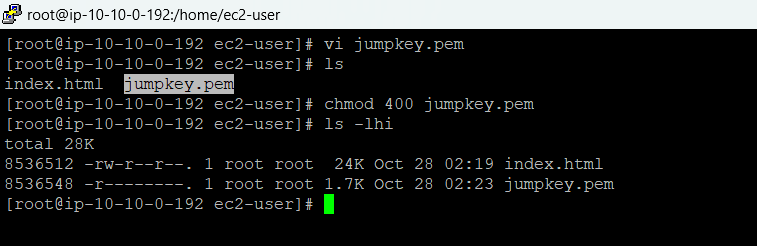 root@ip-10-10-0-192:/home/ec2-user
[root@ip-10-10-0-192 ec2-user]# vi jumpkey.pem
[root@ip-10-10-0-192 ec2-user]# ls
index.html  jumpkey.pem
[root@ip-10-10-0-192 ec2-user]# chmod 400 jumpkey.pem
[root@ip-10-10-0-192 ec2-user]# ls -lhi
total 28K
8536512 -rw-r--r--. 1 root root  24K Oct 28 02:19 index.html
8536548 -r--------. 1 root root 1.7K Oct 28 02:23 jumpkey.pem
[root@ip-10-10-0-192 ec2-user]#